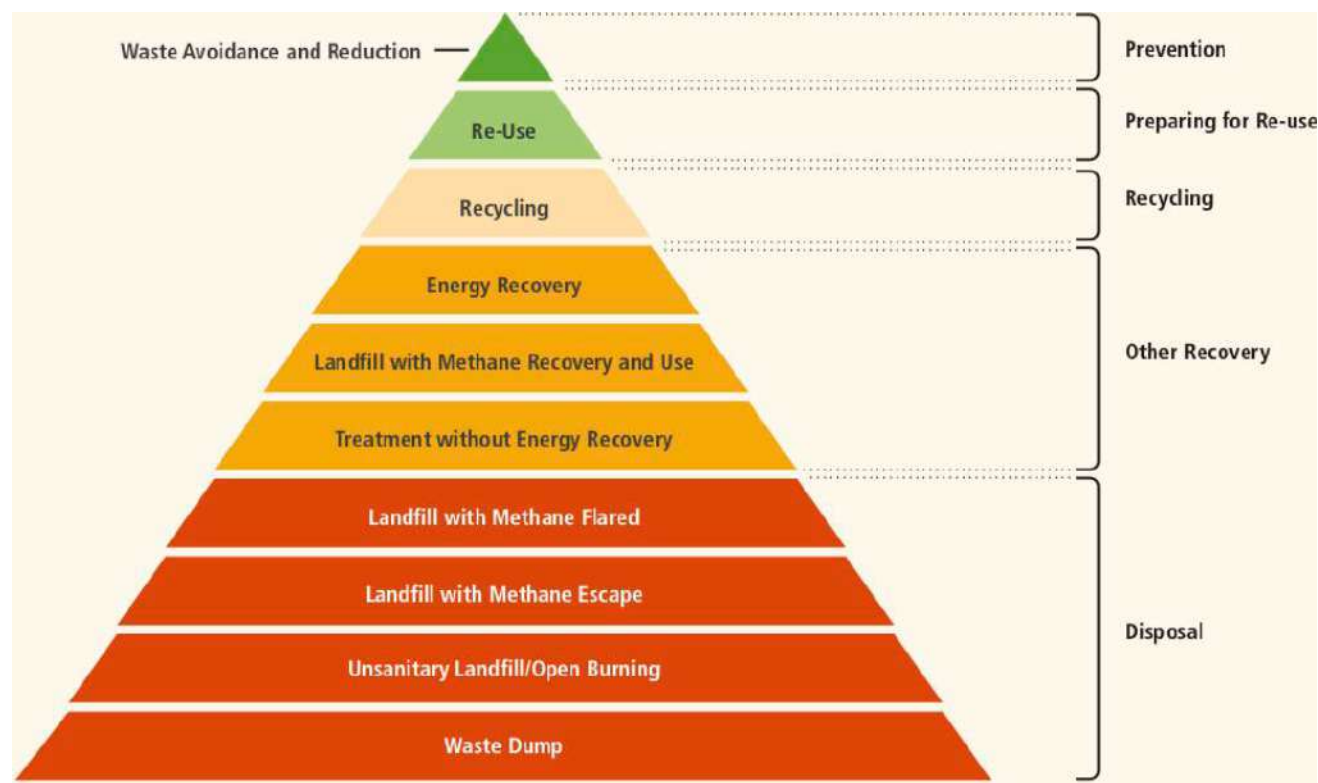 Waste Avoidance and Reduction
Prevention
Re-Use
Preparing for Re-use
Recycling
Recycling
Energy Recovery
Landfill with Methane Recovery and Use
Other Recovery
Treatment without Energy Recovery
Landfill with Methane Flared
Landfill with Methane Escape
Disposal
Unsanitary Landfill/Open Burning
Waste Dump